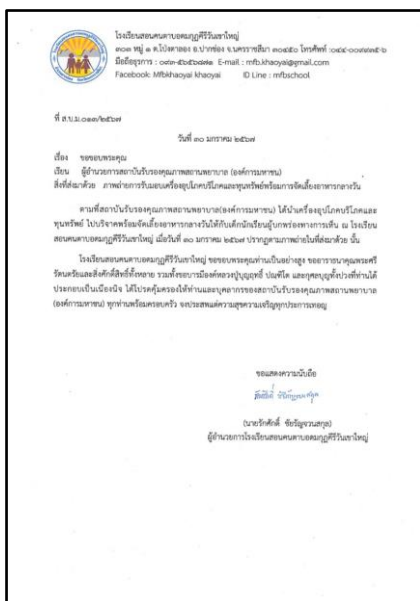 โรงเรียนสอนคนตาบอดมกุฎคีรีวันเขาใหญ่
๓๐๓ หมู่ ๑ ต.โป่งตาลอง อ.ปากช่อง จ.นครราชสีมา ๓๐๔๕๐ โทรศัพท์ :๐๔๔-๐๐๙๙๓๕-๖
มือถือธุรการ : E-mail : mfb.khaoyai@gmail.com
Facebook: Mfbkhaoyai khaoyai ID Line : mfbschool
ที่ ส.บ.ม.๐๑๓/๒๕๖๗
วันที่ ๓๐ มกราคม ๒๕๖๗
เรื่อง ขอขอบพระคุณ
เรียน ผู้อำนวยการสถาบันรับรองคุณภาพสถานพยาบาล (องค์การมหาชน)
สิ่งที่ส่งมาด้วย ภาพถ่ายการรับมอบเครื่องอุปโภคบริโภคและทุนทรัพย์พร้อมการจัดเลี้ยงอาหารกลางวัน
ตามที่สถาบันรับรองคุณภาพสถานพยาบาล(องค์การมหาชน) ได้นำเครื่องอุปโภคบริโภคและ
ทุนทรัพย์ ไปบริจาคพร้อมจัดเลี้ยงอาหารกลางวันให้กับเด็กนักเรียนผู้บกพร่องทางการเห็น ณ โรงเรียน
สอนคนตาบอดมกุฎคีรีวันเขาใหญ่ เมื่อวันที่ ๓๐ มกราคม ๒๕๖๗ ปรากฏตามภาพถ่ายในที่ส่งมาด้วย นั้น
โรงเรียนสอนคนตาบอดมกุฎคีรีวันเขาใหญ่ ขอขอบพระคุณท่านเป็นอย่างสูง ขออาราธนาคุณพระศรี
รัตนตรัยและสิ่งศักดิ์สิทธิ์ทั้งหลาย รวมทั้งขอบารมีองค์หลวงปู่บุญฤทธิ์ ปณฑิโต และกุศลบุญทั้งปวงที่ท่านได้
ประกอบเป็นเนืองนิจ ได้โปรดคุ้มครองให้ท่านและบุคลากรของสถาบันรับรองคุณภาพสถานพยาบาล
(องค์การมหาชน) ทุกท่านพร้อมครอบครัว จงประสพแต่ความสุขความเจริญทุกประการเทอญ
ขอแสดงความนับถือ
(นายรักศักดิ์ ชัยรัญจวนสกุล)
ผู้อำนวยการโรงเรียนสอนคนตาบอดมกุฎคีรีวันเขาใหญ่